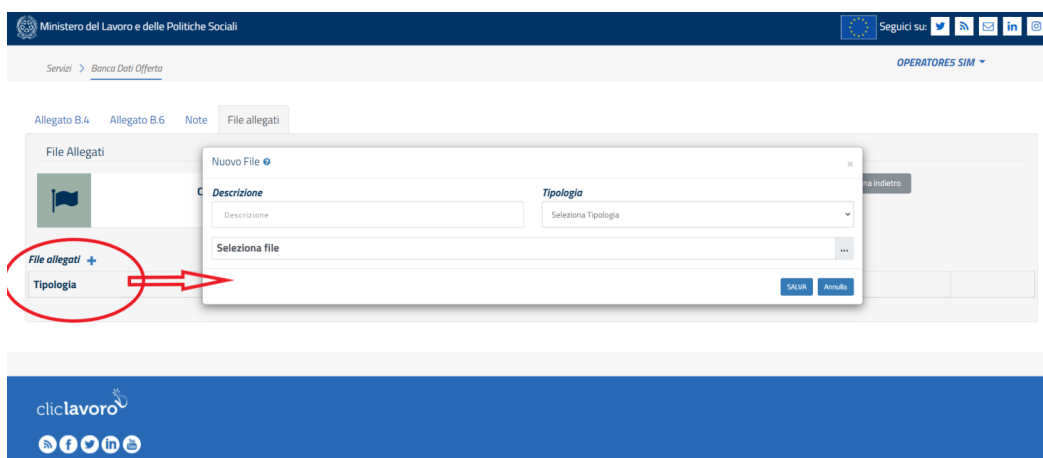 Ministero del Lavoro e delle Politiche Sociali
Seguici su:
Servizi > Banca Dati Offerta
OPERATORE5 SIM
Allegato B.4 Allegato B.6 Note File allegati
File Allegati
Nuovo File
×
C
na indietro
Descrizione Tipologia
Descrizione Seleziona Tipologia
Seleziona file ...
File allegati +
Tipologia
SALVA Annulla
cliclavoro